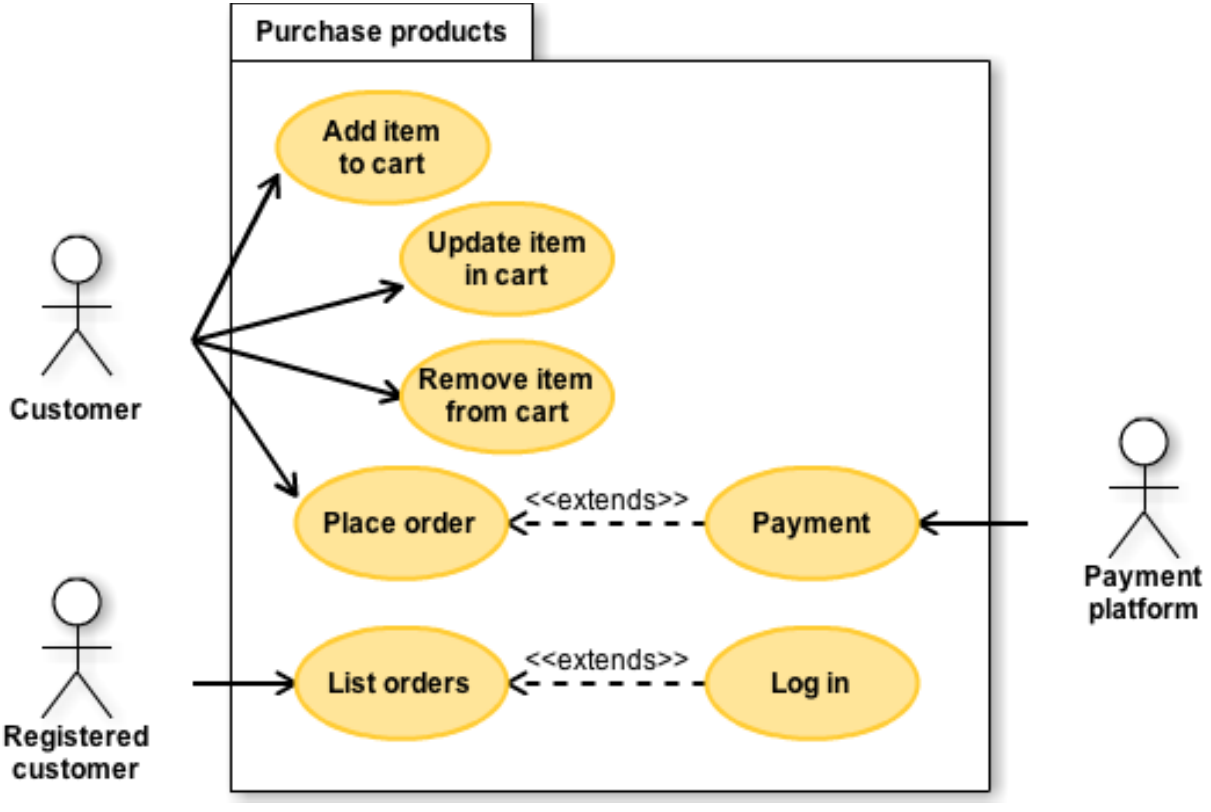 Purchase products
Add item
to cart
Update item
in cart
Customer
Remove item
from cart
Place order
<<extends>>
Payment
Payment
platform
List orders
<<extends>>
Log in
Registered
customer